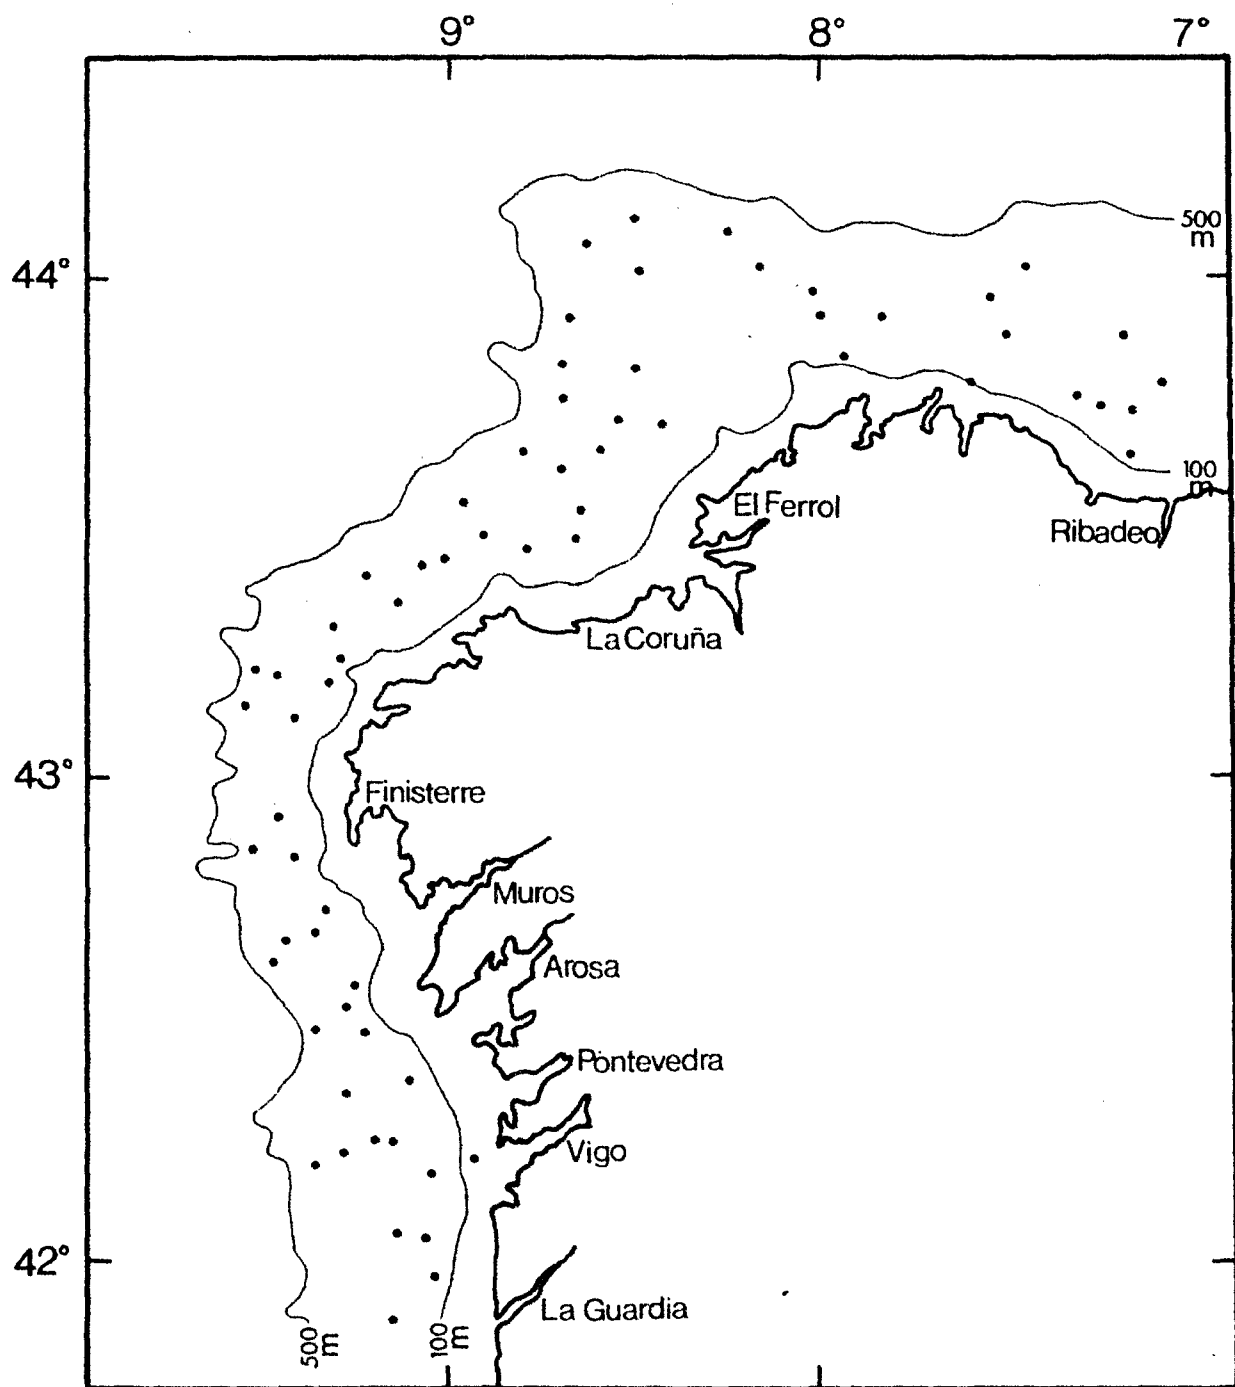 9° 8° 7°
44°
500
m
100
m
El Ferrol
Ribadeo
La Coruña
43°
Finisterre
Muros
Arosa
Pontevedra
Vigo
42°
La Guardia
500
m
100
m